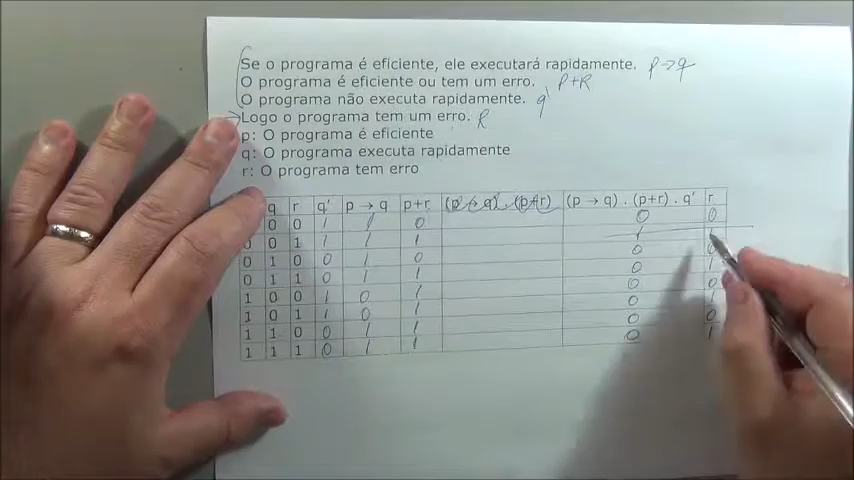 Se o programa é eficiente, ele executará rapidamente. p→q
O programa é eficiente ou tem um erro. P+R
O programa não executa rapidamente. q'
Logo o programa tem um erro. R
p: O programa é eficiente
q: O programa executa rapidamente
r: O programa tem erro
q r q' p → q p+r (p → q) . (p+r) . q' r
0 0 1 1 0 0 0
0 0 1 1 1 1 1
0 1 0 0 1 0 0 0
0 1 1 0 1 1 0 1
1 0 0 1 0 1 0 0
1 0 1 1 0 1 0 1
1 1 0 0 1 1 0 0
1 1 1 0 1 1 0 1